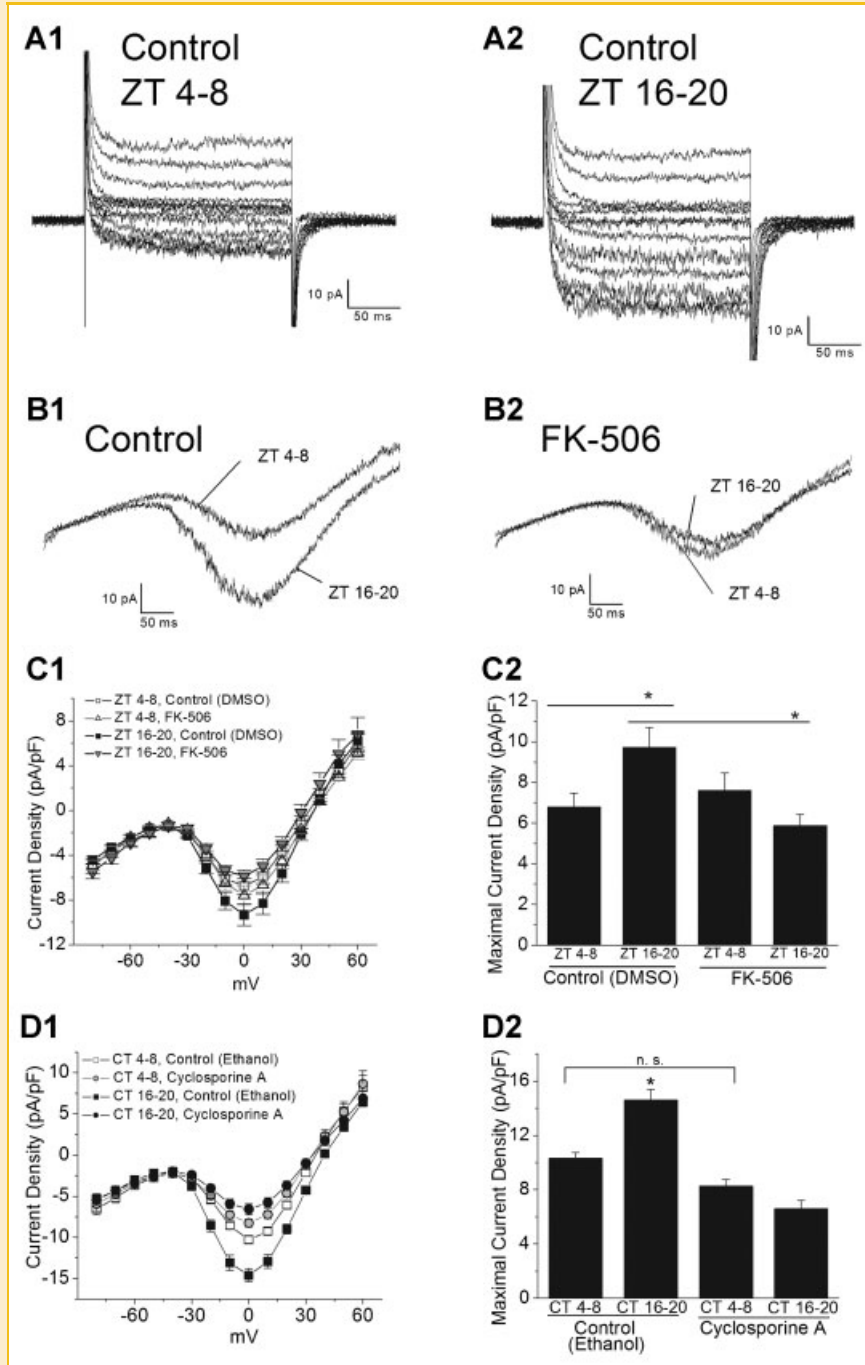 A1
Control
ZT 4-8
10 pA
50 ms
A2
Control
ZT 16-20
10 pA
50 ms
B1
Control
ZT 4-8
ZT 16-20
10 pA
50 ms
B2
FK-506
ZT 16-20
ZT 4-8
10 pA
50 ms
C1
ZT 4-8, Control (DMSO)
ZT 4-8, FK-506
ZT 16-20, Control (DMSO)
ZT 16-20, FK-506
Current Density (pA/pF)
8
4
0
-4
-8
-12
-60
-30
0
30
60
mV
C2
Maximal Current Density (pA/pF)
12
10
8
6
4
2
0
*
*
ZT 4-8
ZT 16-20
ZT 4-8
ZT 16-20
Control (DMSO)
FK-506
D1
CT 4-8, Control (Ethanol)
CT 4-8, Cyclosporine A
CT 16-20, Control (Ethanol)
CT 16-20, Cyclosporine A
Current Density (pA/pF)
10
5
0
-5
-10
-15
-60
-30
0
30
60
mV
D2
Maximal Current Density (pA/pF)
16
12
8
4
0
n. s.
*
CT 4-8
CT 16-20
CT 4-8
CT 16-20
Control
(Ethanol)
Cyclosporine A